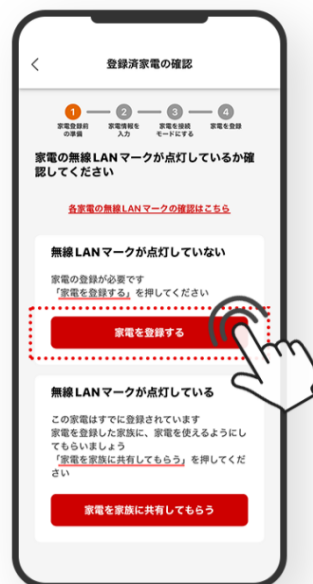 登録済家電の確認
1 2 3 4
家電登録前の準備 家電情報を入力 家電を接続モードにする 家電を登録
家電の無線LANマークが点灯しているか確
認してください
各家電の無線LANマークの確認はこちら
無線LANマークが点灯していない
家電の登録が必要です
「家電を登録する」を押してください
家電を登録する
無線LANマークが点灯している
この家電はすでに登録されています
家電を登録した家族に、家電を使えるようにし
てもらいましょう
「家電を家族に共有してもらう」を押してくだ
さい
家電を家族に共有してもらう